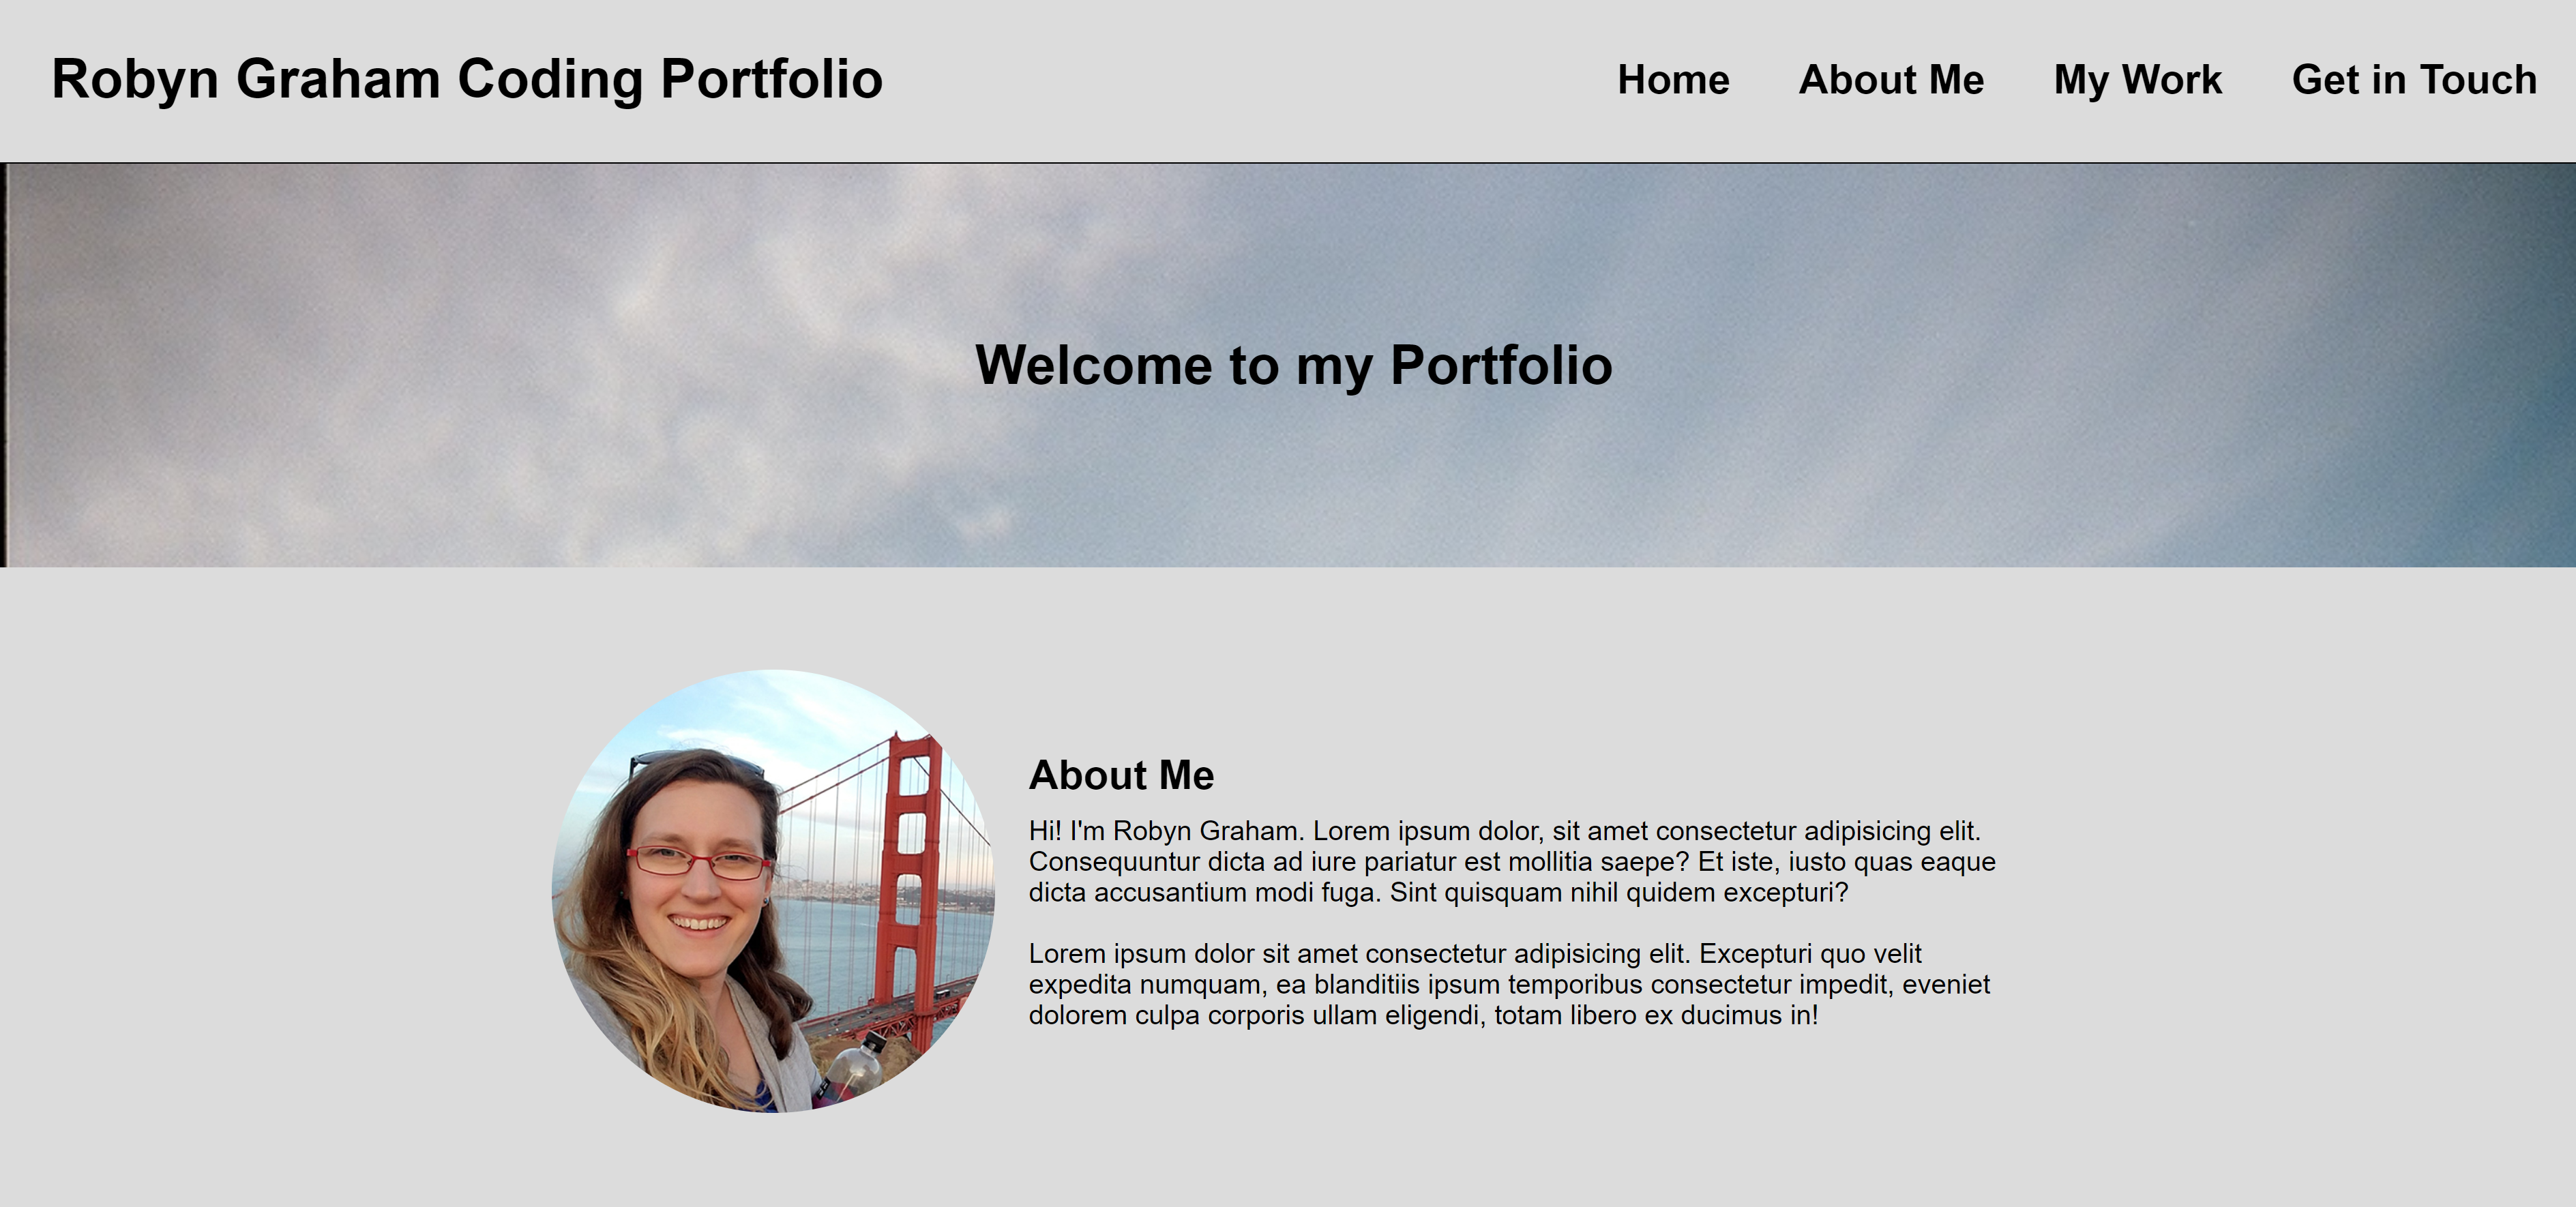 Robyn Graham Coding Portfolio
Home About Me My Work Get in Touch
Welcome to my Portfolio
About Me
Hi! I'm Robyn Graham. Lorem ipsum dolor, sit amet consectetur adipisicing elit.
Consequuntur dicta ad iure pariatur est mollitia saepe? Et iste, iusto quas eaque
dicta accusantium modi fuga. Sint quisquam nihil quidem excepturi?
Lorem ipsum dolor sit amet consectetur adipisicing elit. Excepturi quo velit
expedita numquam, ea blanditiis ipsum temporibus consectetur impedit, eveniet
dolorem culpa corporis ullam eligendi, totam libero ex ducimus in!